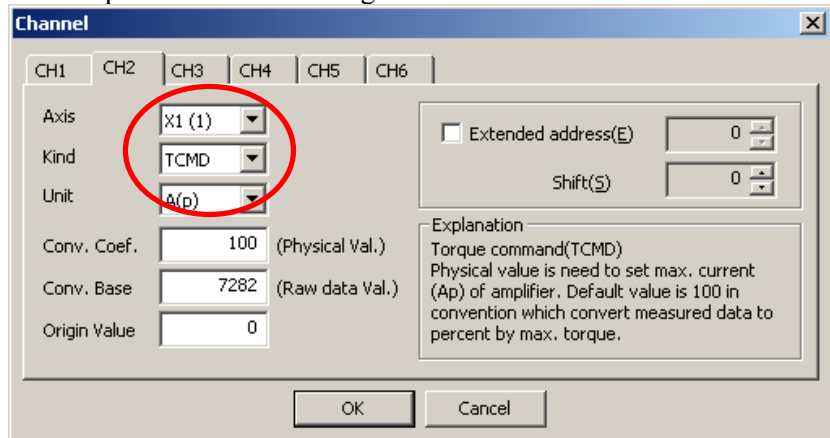 Channel
CH1 CH2 CH3 CH4 CH5 CH6
Axis X1 (1)
Kind TCMD
Unit A(p)
Conv. Coef. 100 (Physical Val.)
Conv. Base 7282 (Raw data Val.)
Origin Value 0
Extended address(E) 0
Shift(S) 0
Explanation
Torque command(TCMD)
Physical value is need to set max. current
(Ap) of amplifier. Default value is 100 in
convention which convert measured data to
percent by max. torque.
OK Cancel